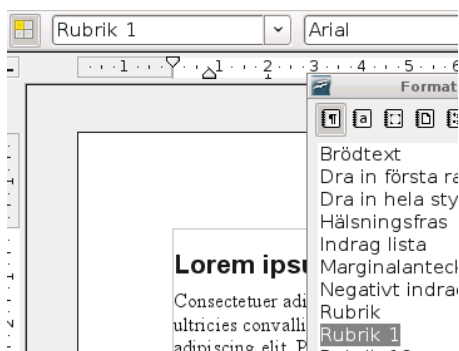 Rubrik 1
Arial
1 1 2 3 4 5 6
Format
Brödtext
Dra in första ra
Dra in hela sty
Hälsningsfras
Indrag lista
Marginalanteck
Negativt indrag
Rubrik
Rubrik 1
Lorem ipsu
Consectetuer adi
ultricies convalli
adipiscing elit. P